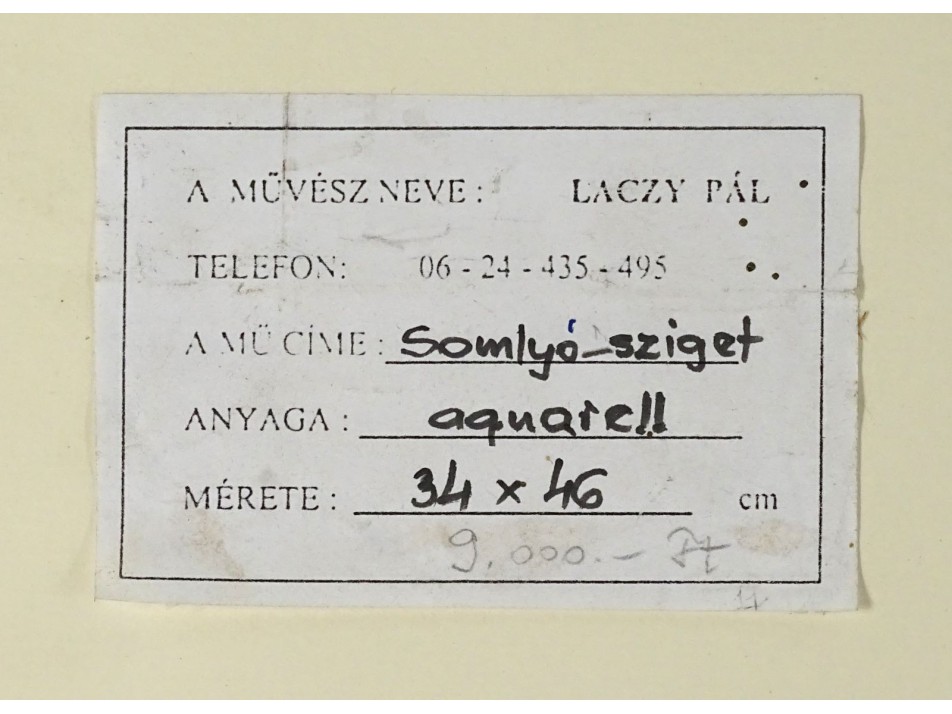 A MŰVÉSZ NEVE : LACZY PÁL
TELEFON: 06 - 24 - 435 - 495
A MŰ CÍME : Somlyó-sziget
ANYAGA : aquarell
MÉRETE : 34 x 46 cm
9.000.- Ft